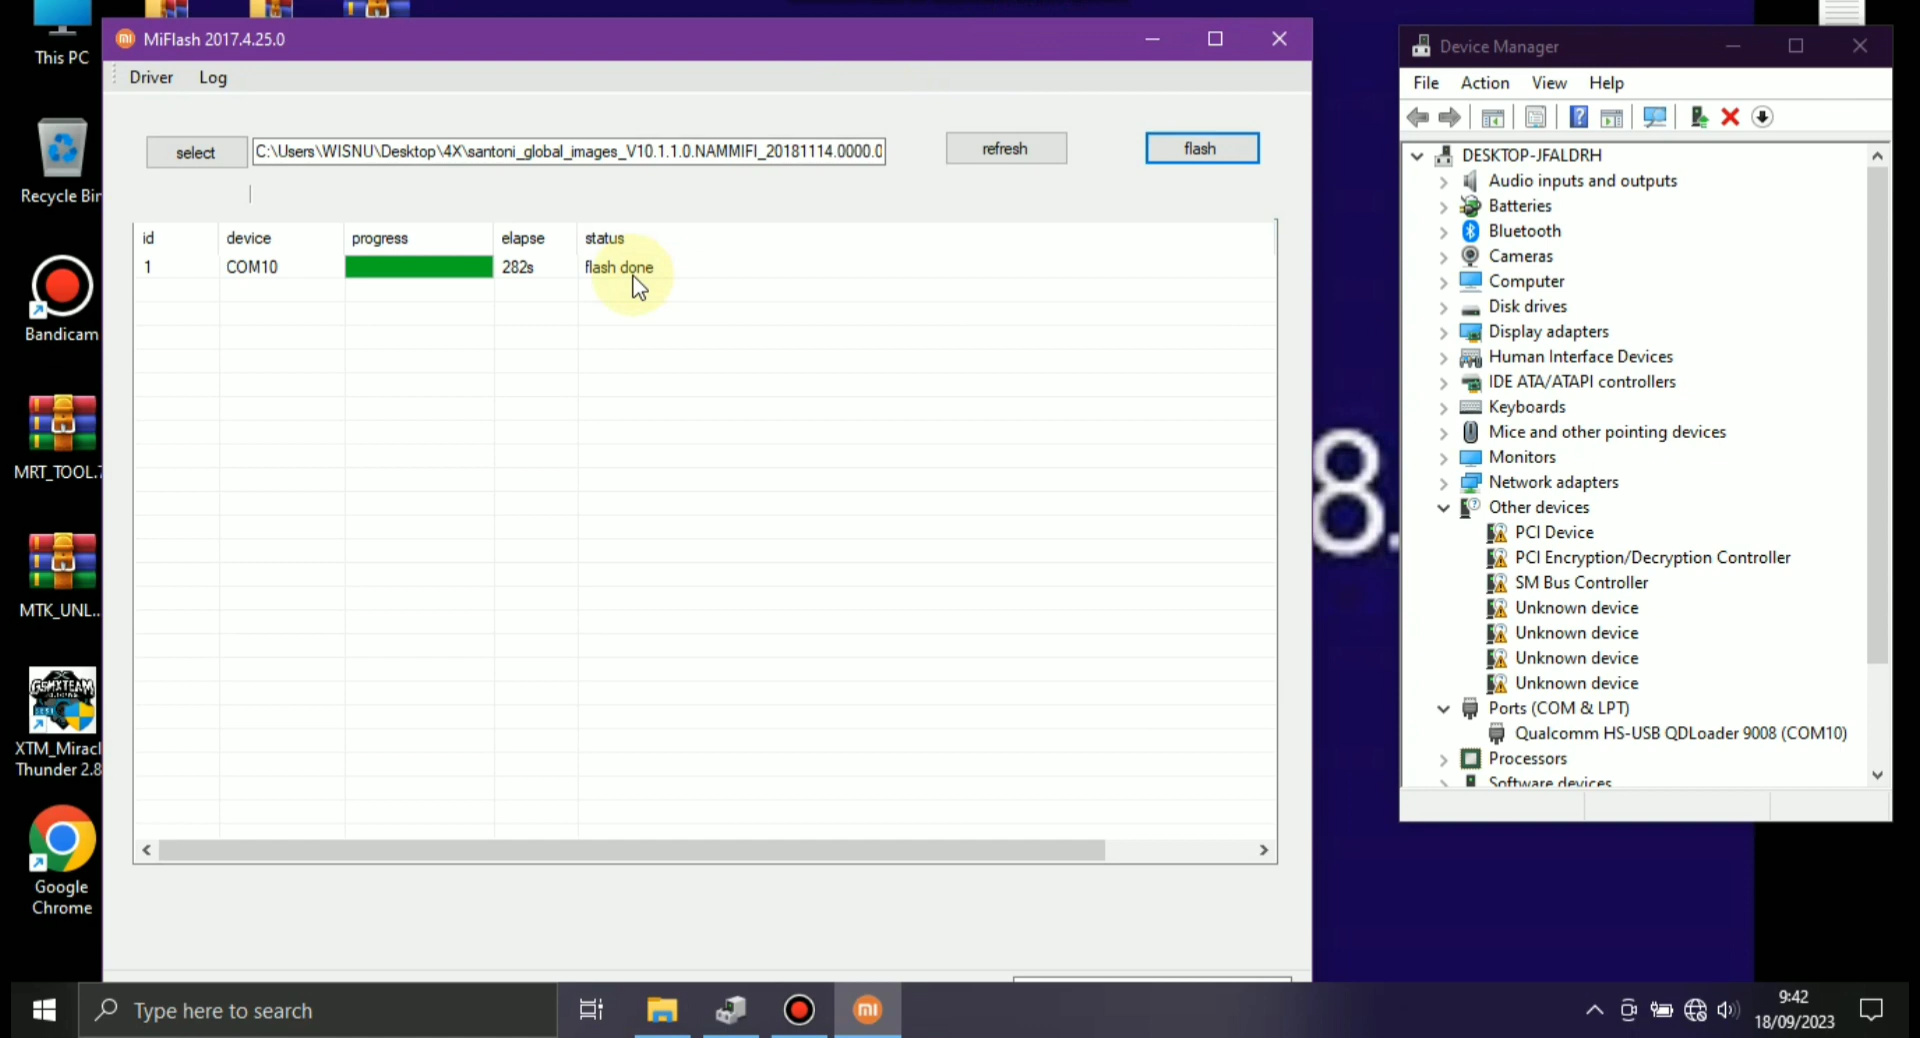 This PC
Recycle Bin
Bandicam
MRT_TOOL.7
MTK_UNL...
GSMXTEAM
XTM_Miracl
Thunder 2.8
Google
Chrome
MiFlash 2017.4.25.0
Driver
Log
select
C:\Users\WISNU\Desktop\4X\santoni_global_images_V10.1.1.0.NAMMIFI_20181114.0000.0
refresh
flash
id
device
progress
elapse
status
1
COM10
282s
flash done
8.
Device Manager
File
Action
View
Help
DESKTOP-JFALDRH
Audio inputs and outputs
Batteries
Bluetooth
Cameras
Computer
Disk drives
Display adapters
Human Interface Devices
IDE ATA/ATAPI controllers
Keyboards
Mice and other pointing devices
Monitors
Network adapters
Other devices
PCI Device
PCI Encryption/Decryption Controller
SM Bus Controller
Unknown device
Unknown device
Unknown device
Unknown device
Ports (COM & LPT)
Qualcomm HS-USB QDLoader 9008 (COM10)
Processors
Software devices
Type here to search
9:42
18/09/2023